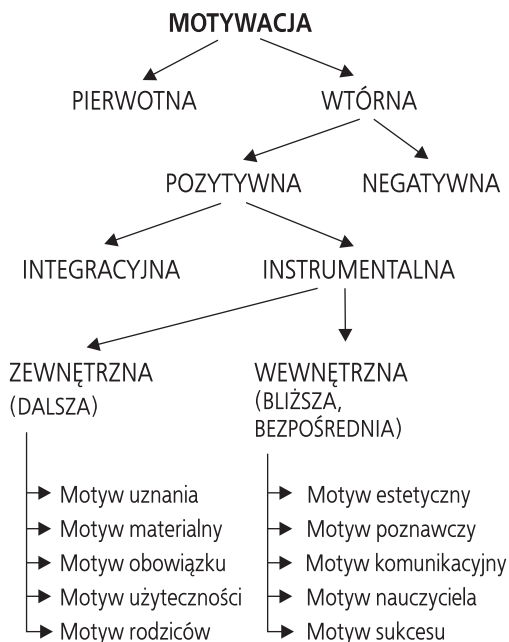 MOTYWACJA
PIERWOTNA
WTÓRNA
POZYTYWNA
NEGATYWNA
INTEGRACYJNA
INSTRUMENTALNA
ZEWNĘTRZNA
(DALSZA)
Motyw uznania
Motyw materialny
Motyw obowiązku
Motyw użyteczności
Motyw rodziców
WEWNĘTRZNA
(BLIŻSZA,
BEZPOŚREDNIA)
Motyw estetyczny
Motyw poznawczy
Motyw komunikacyjny
Motyw nauczyciela
Motyw sukcesu